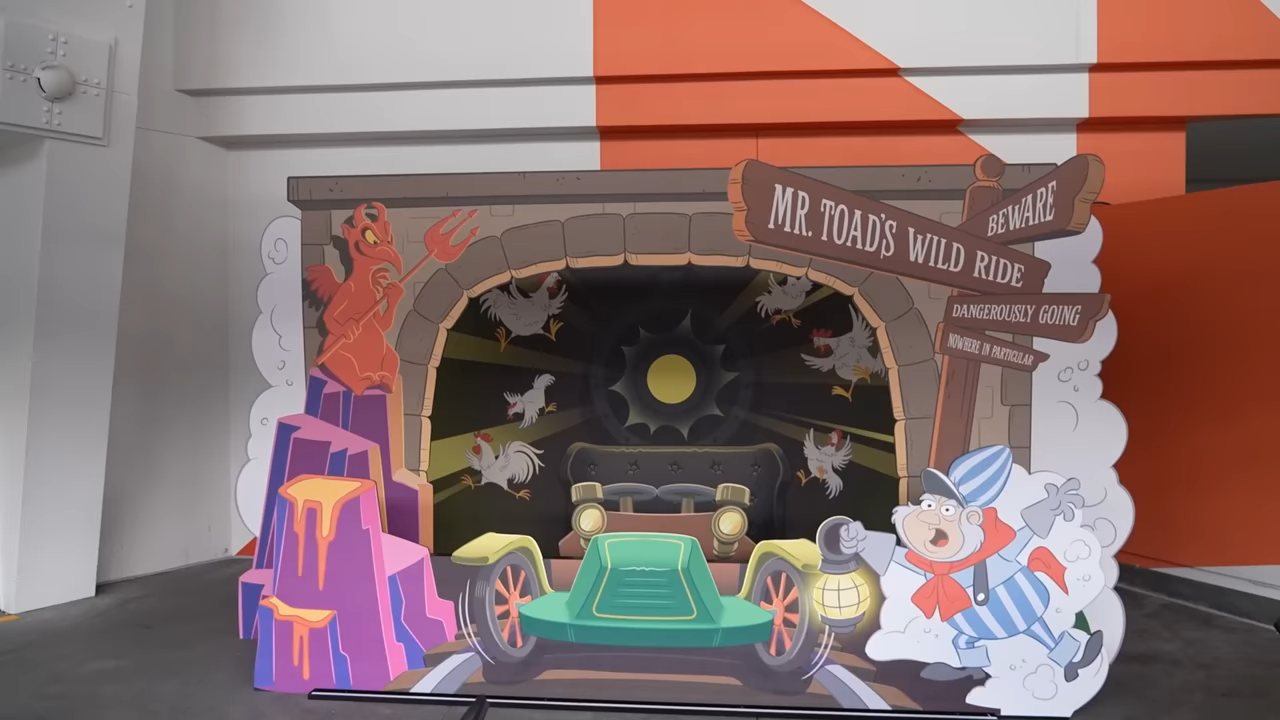 MR. TOAD'S WILD RIDE
BEWARE
DANGEROUSLY GOING
NOWHERE IN PARTICULAR